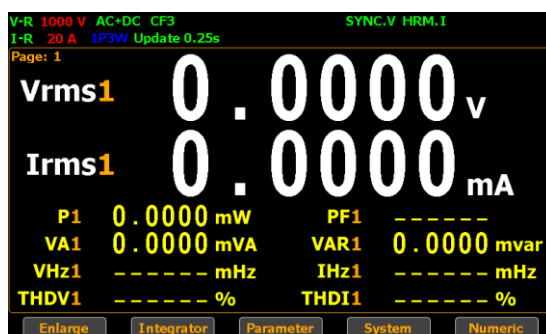 V-R 1000 V AC+DC CF3 SYNC.V HRM.I
I-R 20 A 1P3W Update 0.25s
Page: 1
Vrms1 0.0000 V
Irms1 0.0000 mA
P1 0.0000 mW PF1 ------
VA1 0.0000 mVA VAR1 0.0000 mvar
VHz1 ------ mHz IHz1 ------ mHz
THDV1 ------ % THDI1 ------ %
Enlarge Integrator Parameter System Numeric